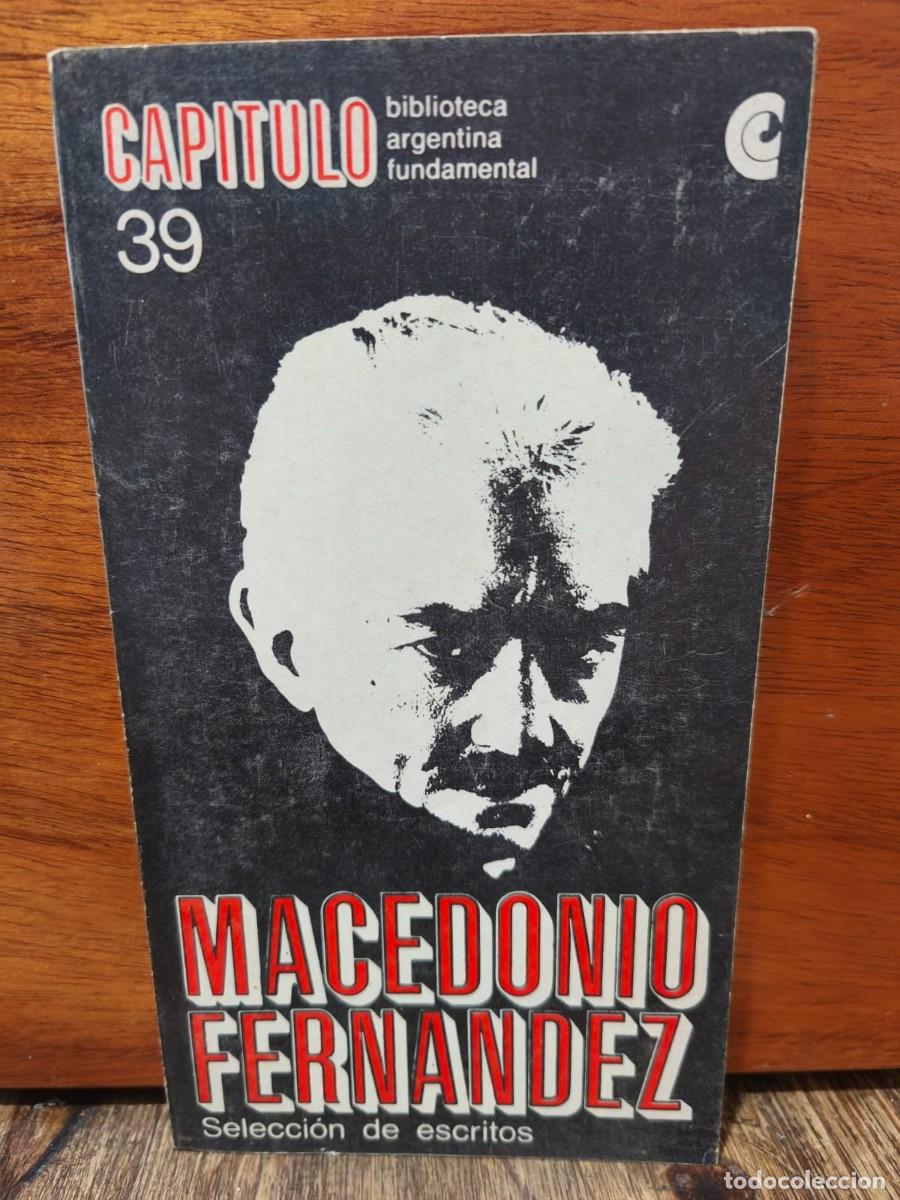 CAPITULO
biblioteca
argentina
fundamental
39
MACEDONIO
FERNANDEZ
Selección de escritos
todocoleccion